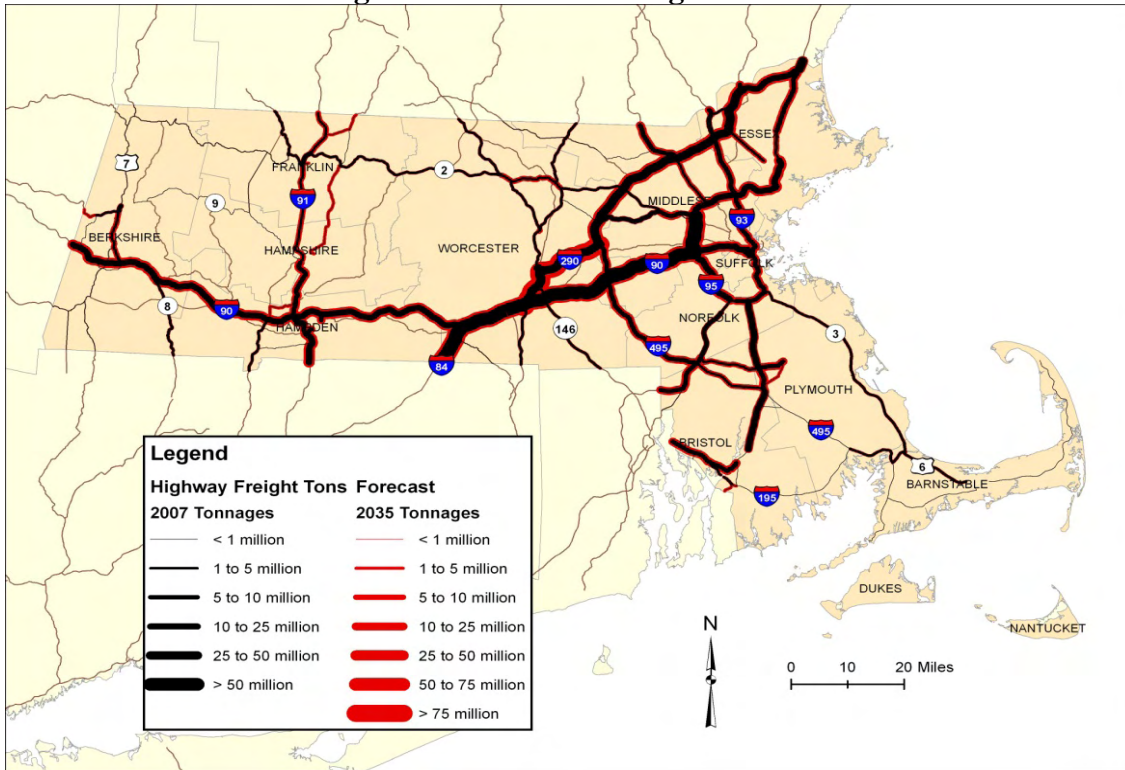 7
FRANKLIN
2
ESSEX
9
91
MIDDLES
93
BERKSHIRE
HAMPSHIRE
WORCESTER
290
90
SUFFOLK
95
8
90
HAMPDEN
146
NORFOLK
3
84
495
PLYMOUTH
495
BRISTOL
6
BARNSTABLE
195
DUKES
NANTUCKET
N
0 10 20 Miles
Legend
Highway Freight Tons Forecast
2007 Tonnages 2035 Tonnages
< 1 million < 1 million
1 to 5 million 1 to 5 million
5 to 10 million 5 to 10 million
10 to 25 million 10 to 25 million
25 to 50 million 25 to 50 million
> 50 million 50 to 75 million
> 75 million